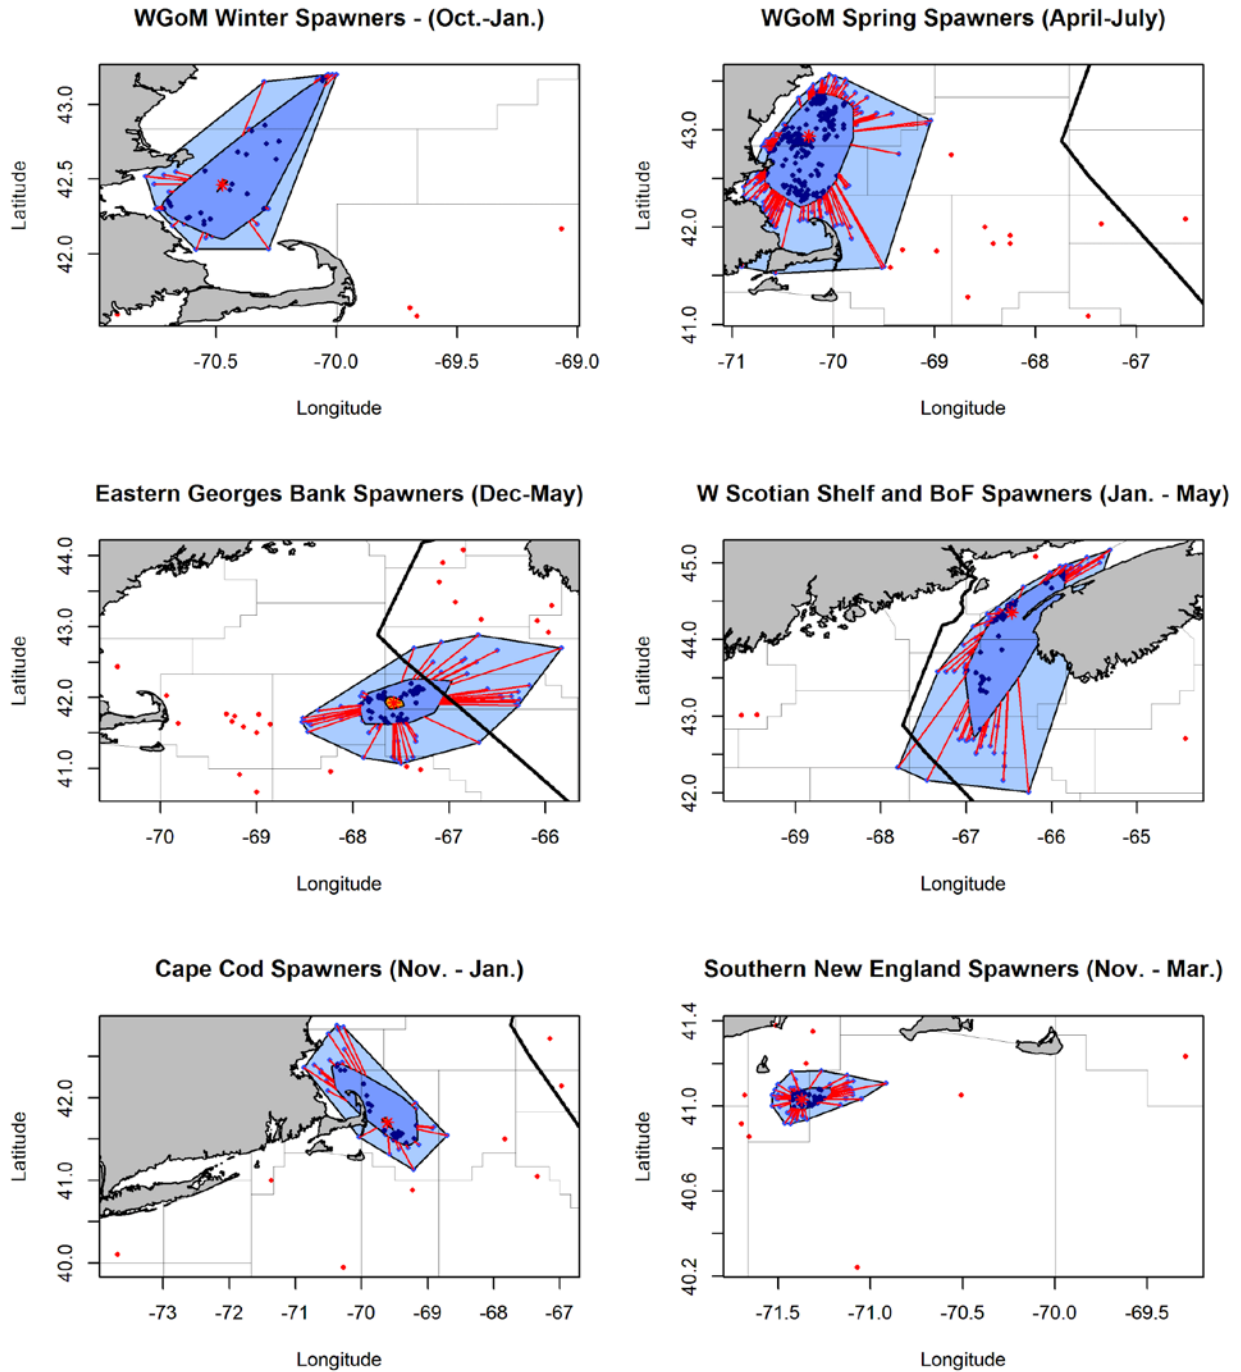 WGoM Winter Spawners - (Oct.-Jan.)
43.0
42.5
42.0
Latitude
-70.5 -70.0 -69.5 -69.0
Longitude
WGoM Spring Spawners (April-July)
43.0
42.0
41.0
Latitude
-71 -70 -69 -68 -67
Longitude
Eastern Georges Bank Spawners (Dec-May)
44.0
43.0
42.0
41.0
Latitude
-70 -69 -68 -67 -66
Longitude
W Scotian Shelf and BoF Spawners (Jan. - May)
45.0
44.0
43.0
42.0
Latitude
-69 -68 -67 -66 -65
Longitude
Cape Cod Spawners (Nov. - Jan.)
42.0
41.0
40.0
Latitude
-73 -72 -71 -70 -69 -68 -67
Longitude
Southern New England Spawners (Nov. - Mar.)
41.4
41.0
40.6
40.2
Latitude
-71.5 -71.0 -70.5 -70.0 -69.5
Longitude